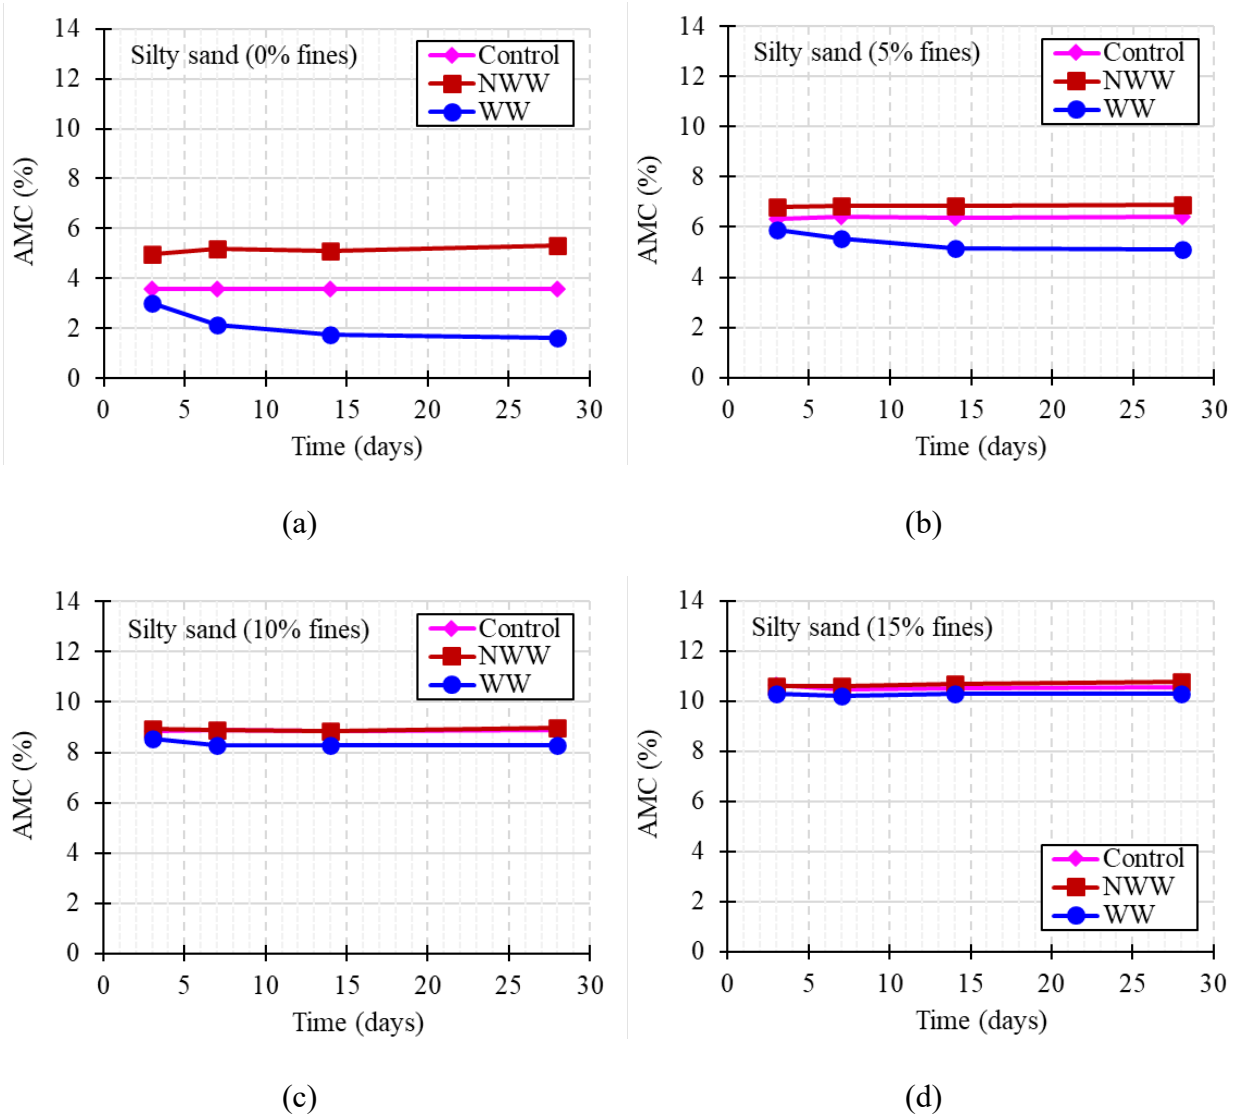 Silty sand (0% fines)
Control
NWW
WW
14
12
10
8
6
4
2
0
AMC (%)
0 5 10 15 20 25 30
Time (days)
(a)
Silty sand (5% fines)
Control
NWW
WW
14
12
10
8
6
4
2
0
AMC (%)
0 5 10 15 20 25 30
Time (days)
(b)
Silty sand (10% fines)
Control
NWW
WW
14
12
10
8
6
4
2
0
AMC (%)
0 5 10 15 20 25 30
Time (days)
(c)
Silty sand (15% fines)
14
12
10
8
6
4
2
0
AMC (%)
Control
NWW
WW
0 5 10 15 20 25 30
Time (days)
(d)